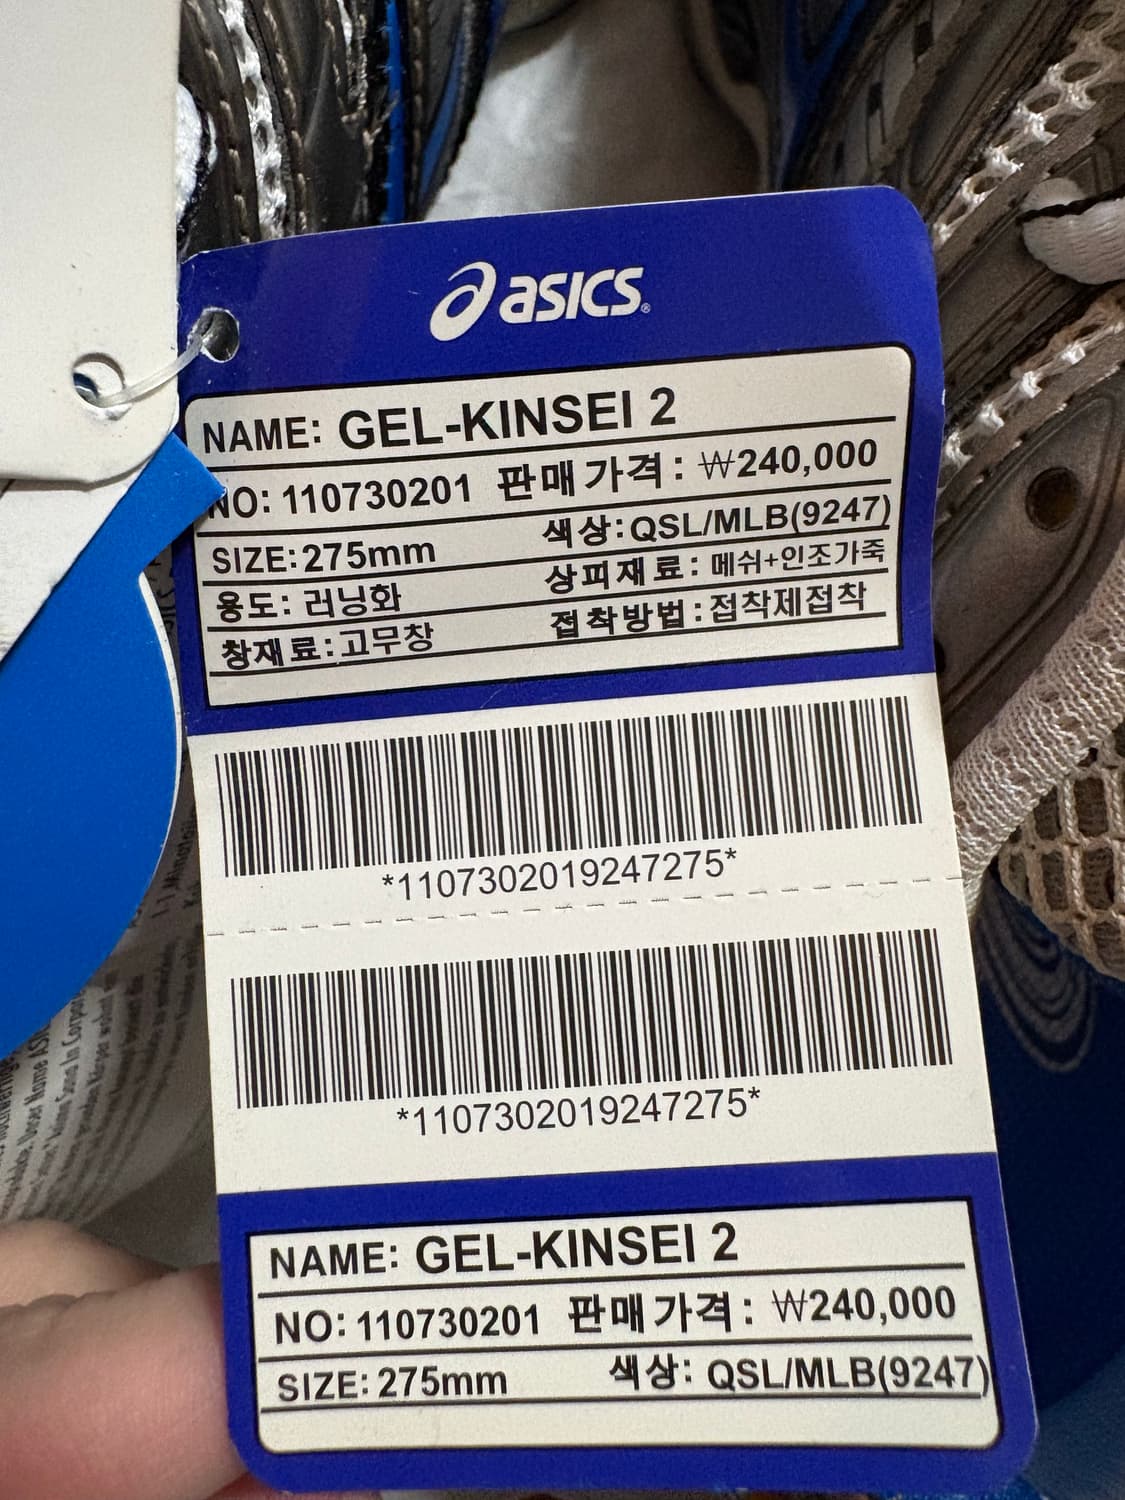 asics®
NAME: GEL-KINSEI 2
NO: 110730201 판매가격: ₩240,000
SIZE: 275mm 색상: QSL/MLB(9247)
용도: 러닝화 상피재료: 메쉬+인조가죽
창재료: 고무창 접착방법: 접착제접착
*1107302019247275*
*1107302019247275*
NAME: GEL-KINSEI 2
NO: 110730201 판매가격: ₩240,000
SIZE: 275mm 색상: QSL/MLB(9247)